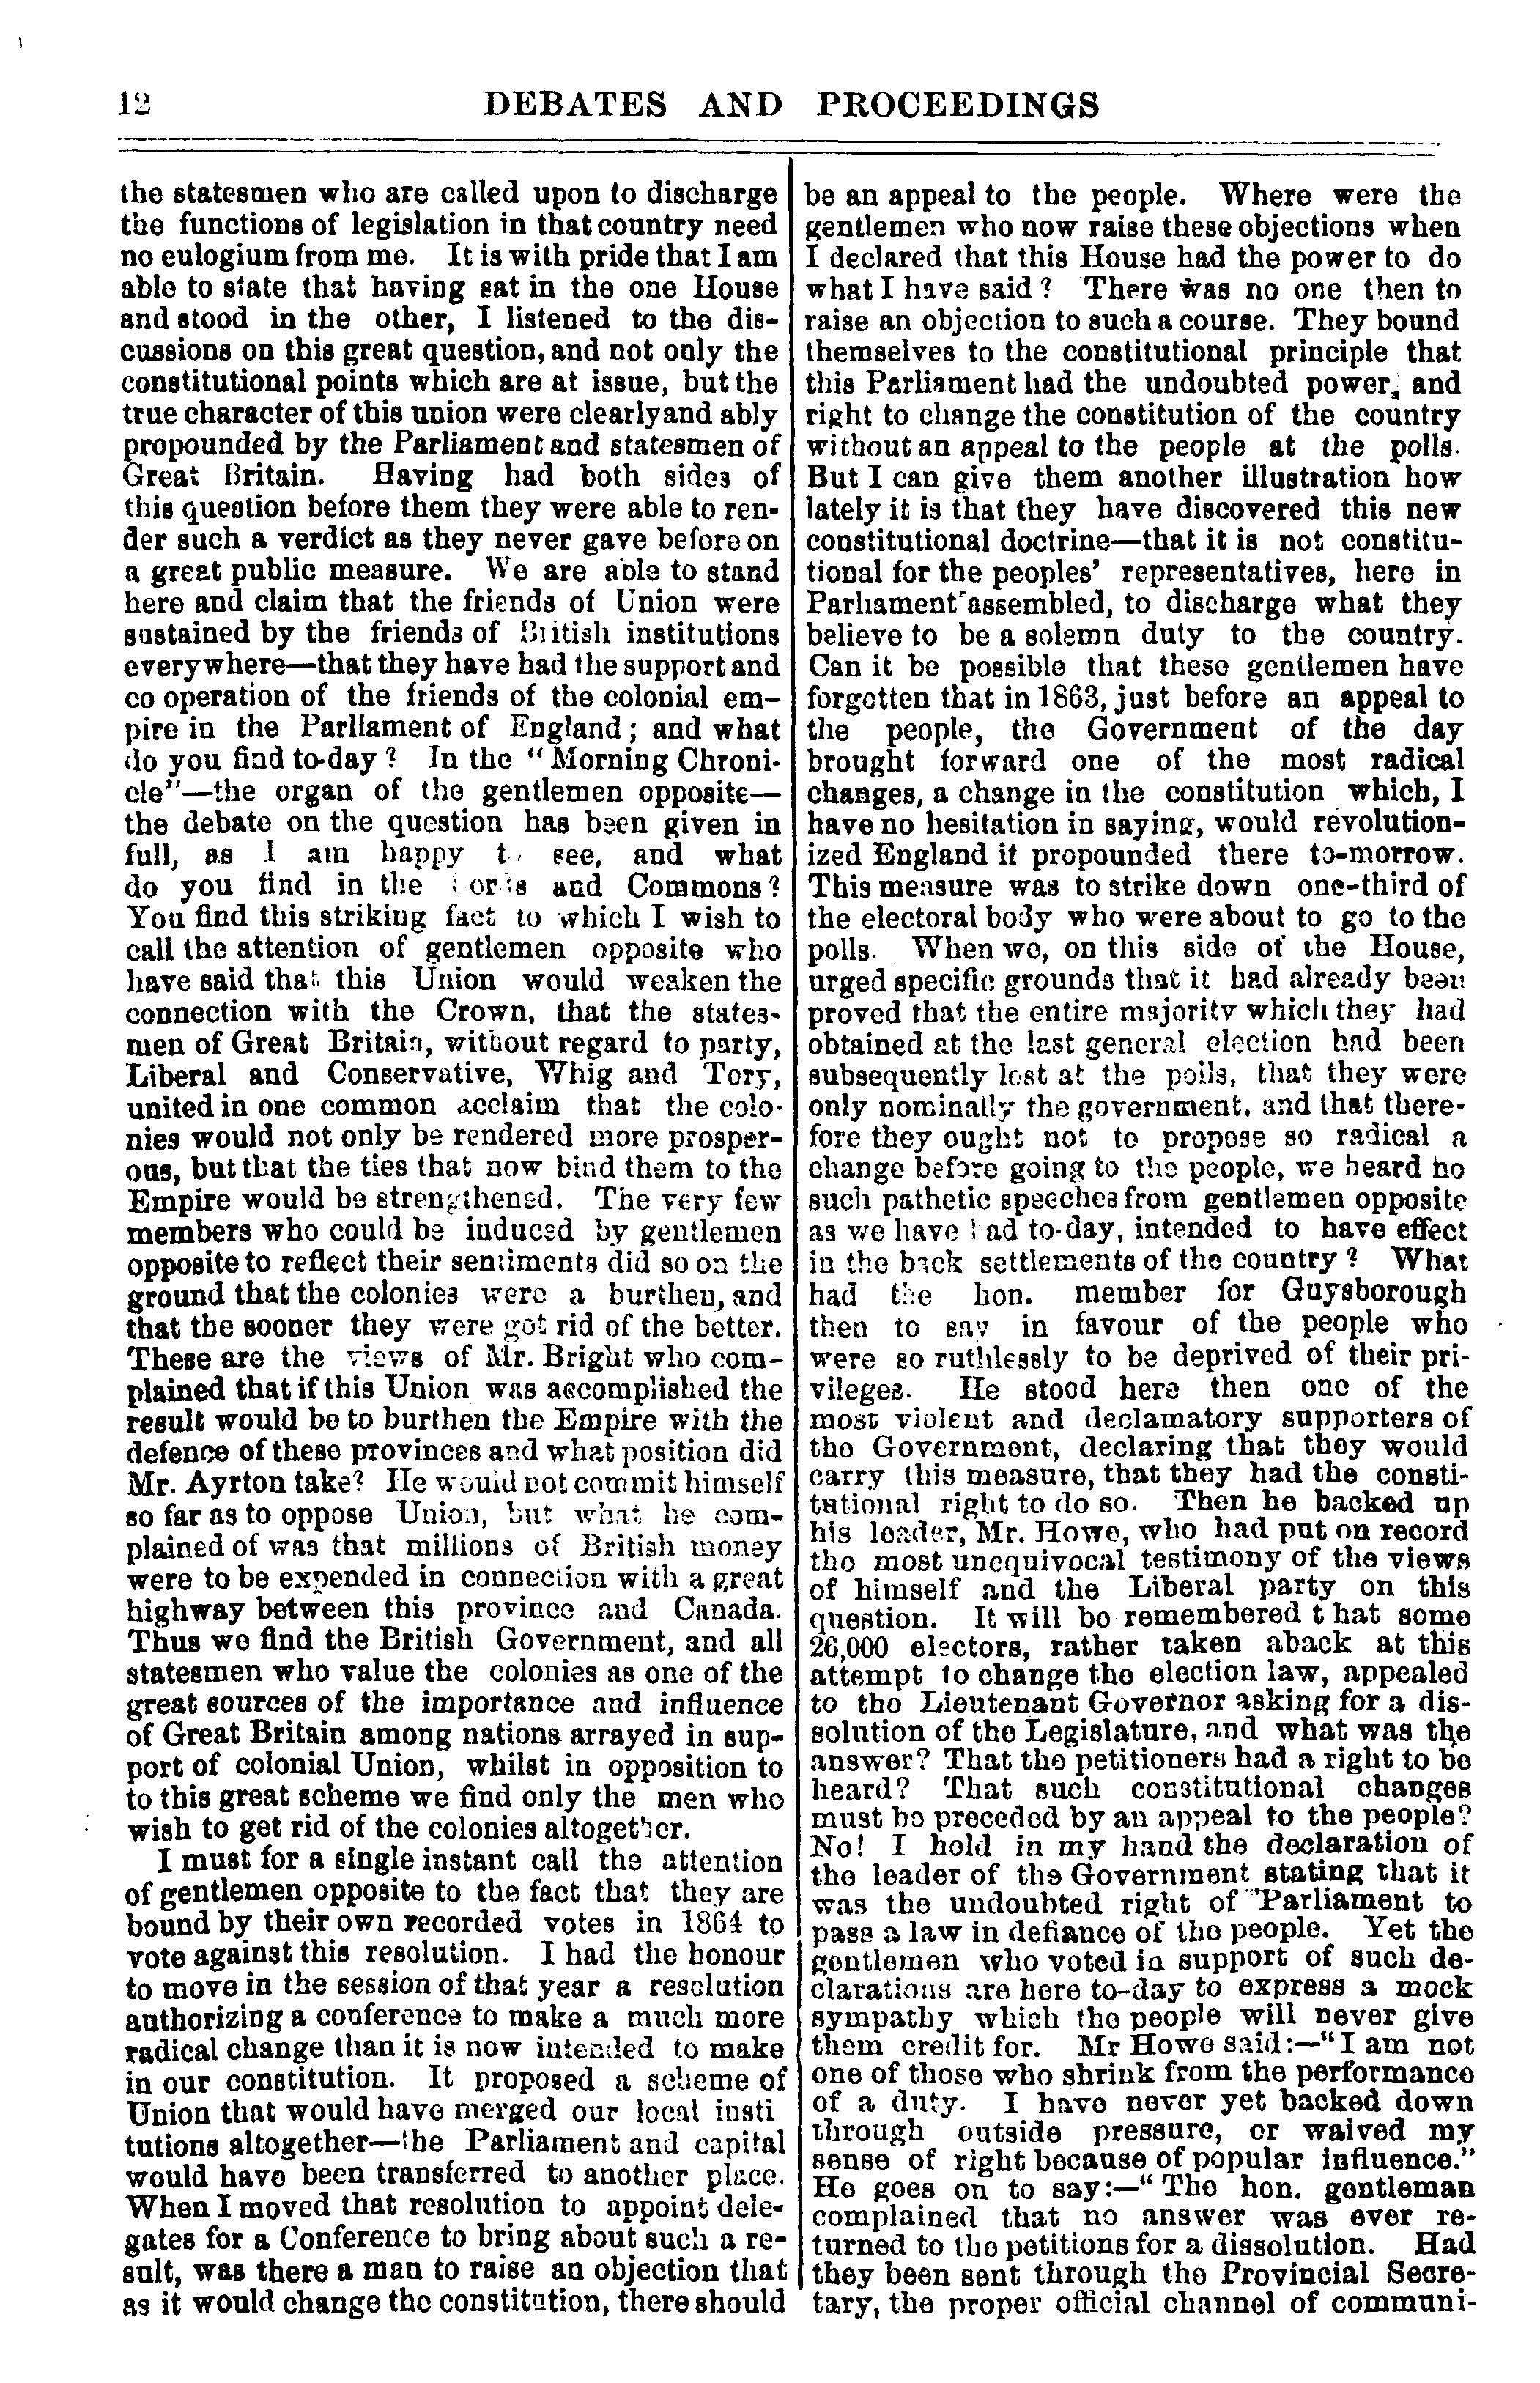 12 DEBATES AND PROCEEDINGS
the statesmen who are called upon to discharge
the functions of legislation in that country need
no eulogium from me. It is with pride that I am
able to state that having sat in the one House
and stood in the other, I listened to the dis-
cussions on this great question, and not only the
constitutional points which are at issue, but the
true character of this union were clearly and ably
propounded by the Parliament and statesmen of
Great Britain. Having had both sides of
this question before them they were able to ren-
der such a verdict as they never gave before on
a great public measure. We are able to stand
here and claim that the friends of Union were
sustained by the friends of British institutions
everywhere—that they have had the support and
co operation of the friends of the colonial em-
pire in the Parliament of England; and what
do you find to-day? In the "Morning Chroni-
cle"—the organ of the gentlemen opposite—
the debate on the question has been given in
full, as I am happy t see, and what
do you find in the Lords and Commons?
You find this striking fact to which I wish to
call the attention of gentlemen opposite who
have said that this Union would weaken the
connection with the Crown, that the states-
men of Great Britain, without regard to party,
Liberal and Conservative, Whig and Tory,
united in one common acclaim that the colo-
nies would not only be rendered more prosper-
ous, but that the ties that now bind them to the
Empire would be strengthened. The very few
members who could be induced by gentlemen
opposite to reflect their sentiments did so on the
ground that the colonies were a burthen, and
that the sooner they were got rid of the better.
These are the views of Mr. Bright who com-
plained that if this Union was accomplished the
result would be to burthen the Empire with the
defence of these provinces and what position did
Mr. Ayrton take? He would not commit himself
so far as to oppose Union, but what he com-
plained of was that millions of British money
were to be expended in connection with a great
highway between this province and Canada.
Thus we find the British Government, and all
statesmen who value the colonies as one of the
great sources of the importance and influence
of Great Britain among nations arrayed in sup-
port of colonial Union, whilst in opposition to
to this great scheme we find only the men who
wish to get rid of the colonies altogether.
I must for a single instant call the attention
of gentlemen opposite to the fact that they are
bound by their own recorded votes in 1864 to
vote against this resolution. I had the honour
to move in the session of that year a resolution
authorizing a conference to make a much more
radical change than it is now intended to make
in our constitution. It proposed a scheme of
Union that would have merged our local insti
tutions altogether—the Parliament and capital
would have been transferred to another place.
When I moved that resolution to appoint dele-
gates for a Conference to bring about such a re-
sult, was there a man to raise an objection that
as it would change the constitution, there should
be an appeal to the people. Where were the
gentlemen who now raise these objections when
I declared that this House had the power to do
what I have said? There was no one then to
raise an objection to such a course. They bound
themselves to the constitutional principle that
this Parliament had the undoubted power, and
right to change the constitution of the country
without an appeal to the people at the polls.
But I can give them another illustration how
lately it is that they have discovered this new
constitutional doctrine—that it is not constitu-
tional for the peoples' representatives, here in
Parliament assembled, to discharge what they
believe to be a solemn duty to the country.
Can it be possible that these gentlemen have
forgotten that in 1863, just before an appeal to
the people, the Government of the day
brought forward one of the most radical
changes, a change in the constitution which, I
have no hesitation in saying, would revolution-
ized England if propounded there to-morrow.
This measure was to strike down one-third of
the electoral body who were about to go to the
polls. When we, on this side of the House,
urged specific grounds that it had already been
proved that the entire majority which they had
obtained at the last general election had been
subsequently lost at the polls, that they were
only nominally the government, and that there-
fore they ought not to propose so radical a
change before going to the people, we heard no
such pathetic speeches from gentlemen opposite
as we have had to-day, intended to have effect
in the back settlements of the country? What
had the hon. member for Guysborough
then to say in favour of the people who
were so ruthlessly to be deprived of their pri-
vileges. He stood here then one of the
most violent and declamatory supporters of
the Government, declaring that they would
carry this measure, that they had the consti-
tutional right to do so. Then he backed up
his leader, Mr. Howe, who had put on record
the most unequivocal testimony of the views
of himself and the Liberal party on this
question. It will be remembered t hat some
26,000 electors, rather taken aback at this
attempt to change the election law, appealed
to the Lieutenant Governor asking for a dis-
solution of the Legislature, and what was the
answer? That the petitioners had a right to be
heard? That such constitutional changes
must be preceded by an appeal to the people?
No! I hold in my hand the declaration of
the leader of the Government stating that it
was the undoubted right of Parliament to
pass a law in defiance of the people. Yet the
gentlemen who voted in support of such de-
clarations are here to-day to express a mock
sympathy which the people will never give
them credit for. Mr Howe said:—"I am not
one of those who shrink from the performance
of a duty. I have never yet backed down
through outside pressure, or waived my
sense of right because of popular influence."
He goes on to say:—"The hon. gentleman
complained that no answer was ever re-
turned to the petitions for a dissolution. Had
they been sent through the Provincial Secre-
tary, the proper official channel of communi-